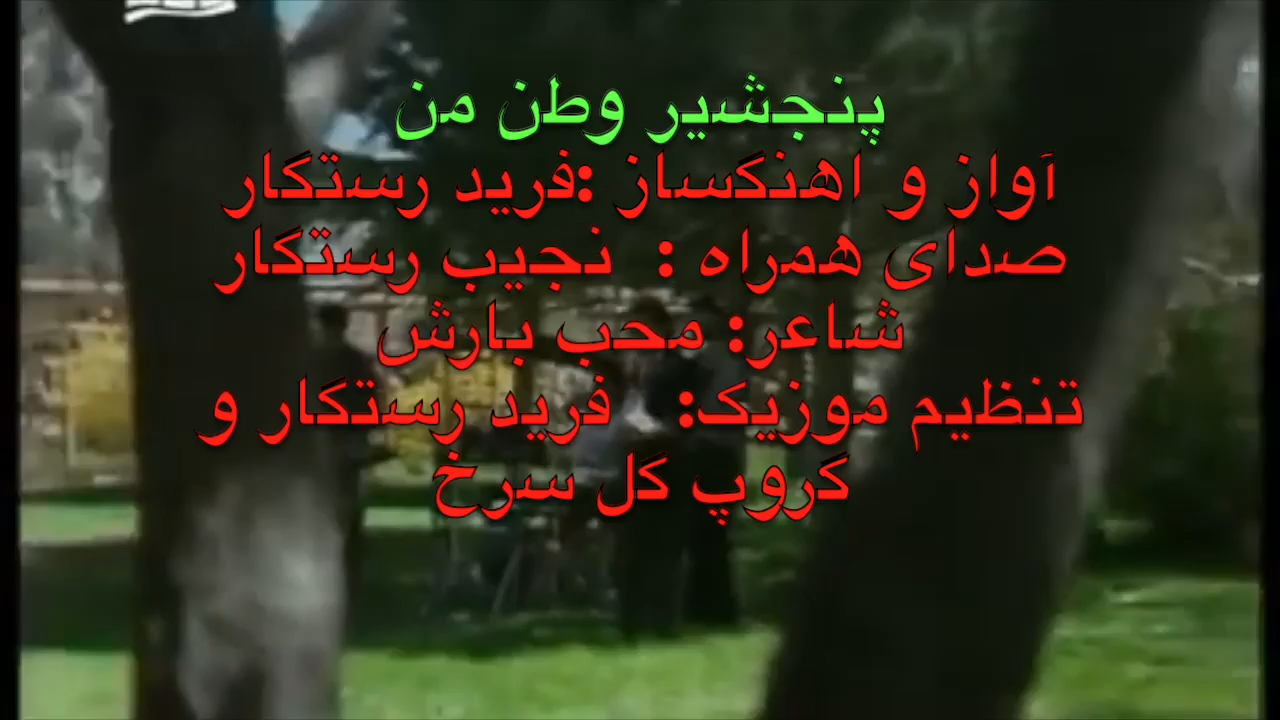 پنجشیر وطن من
آواز و اهنگساز :فرید رستگار
صدای همراه : نجیب رستگار
شاعر: محب بارش
تنظیم موزیک: فرید رستگار و
گروپ گل سرخ